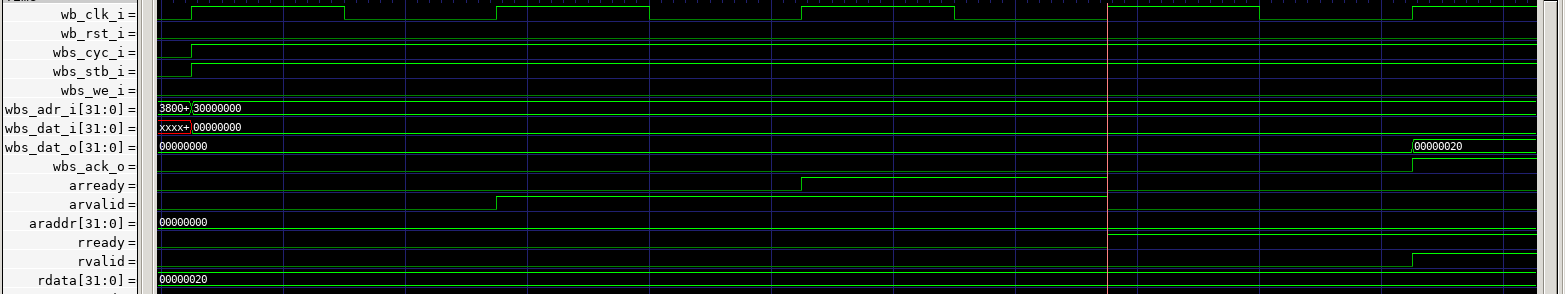 wb_clk_i
wb_rst_i=
wbs_cyc_i=
wbs_stb_i=
wbs_we_i=
wbs_adr_i[31:0]= 3800+ 30000000
wbs_dat_i[31:0]= xxxx+ 00000000
wbs_dat_o[31:0]= 00000000 00000020
wbs_ack_o=
arready=
arvalid=
araddr[31:0]= 00000000
rready=
rvalid=
rdata[31:0]= 00000020